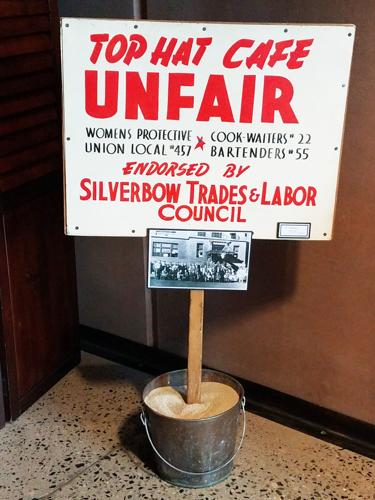 TOP HAT CAFE
UNFAIR
WOMENS PROTECTIVE
UNION LOCAL #457
COOK-WAITERS # 22
BARTENDERS # 55
ENDORSED BY
SILVERBOW TRADES & LABOR
COUNCIL